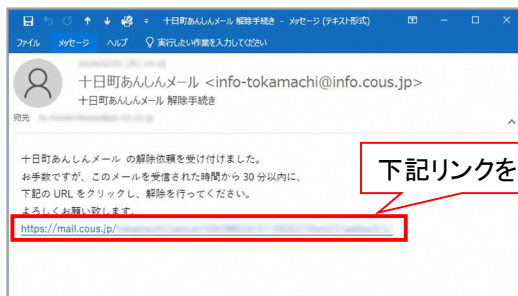 十日町あんしんメール 解除手続き - メッセージ (テキスト形式)
ファイル メッセージ ヘルプ 実行したい作業を入力してください
十日町あんしんメール <info-tokamachi@info.cous.jp>
十日町あんしんメール 解除手続き
宛先
十日町あんしんメール の解除依頼を受け付けました。
お手数ですが、このメールを受信された時間から 30 分以内に、
下記の URL をクリックし、解除を行ってください。
よろしくお願い致します。
https://mail.cous.jp/
下記リンクを